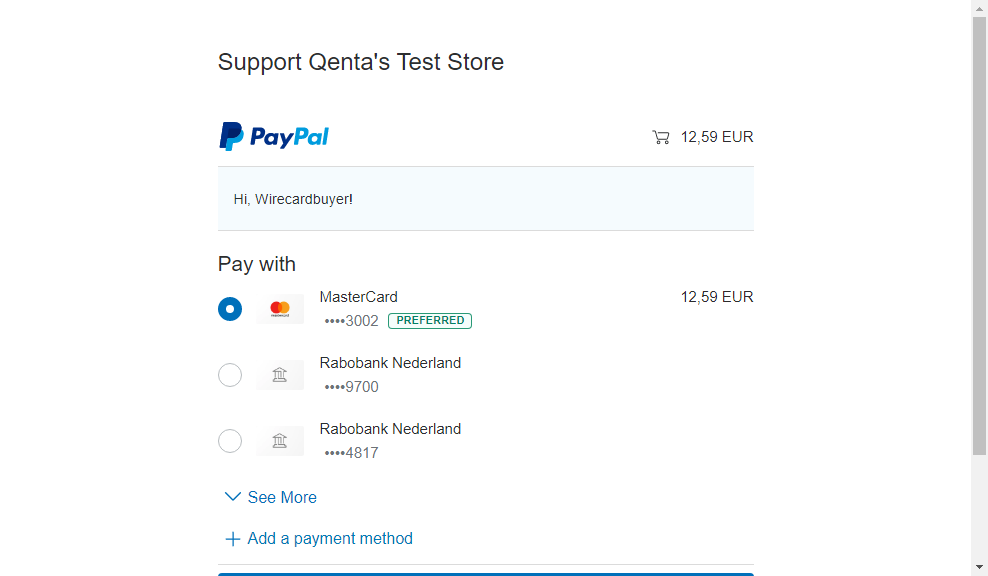 Support Qenta's Test Store
PayPal
12,59 EUR
Hi, Wirecardbuyer!
Pay with
MasterCard
12,59 EUR
••••3002 PREFERRED
Rabobank Nederland
••••9700
Rabobank Nederland
••••4817
See More
Add a payment method